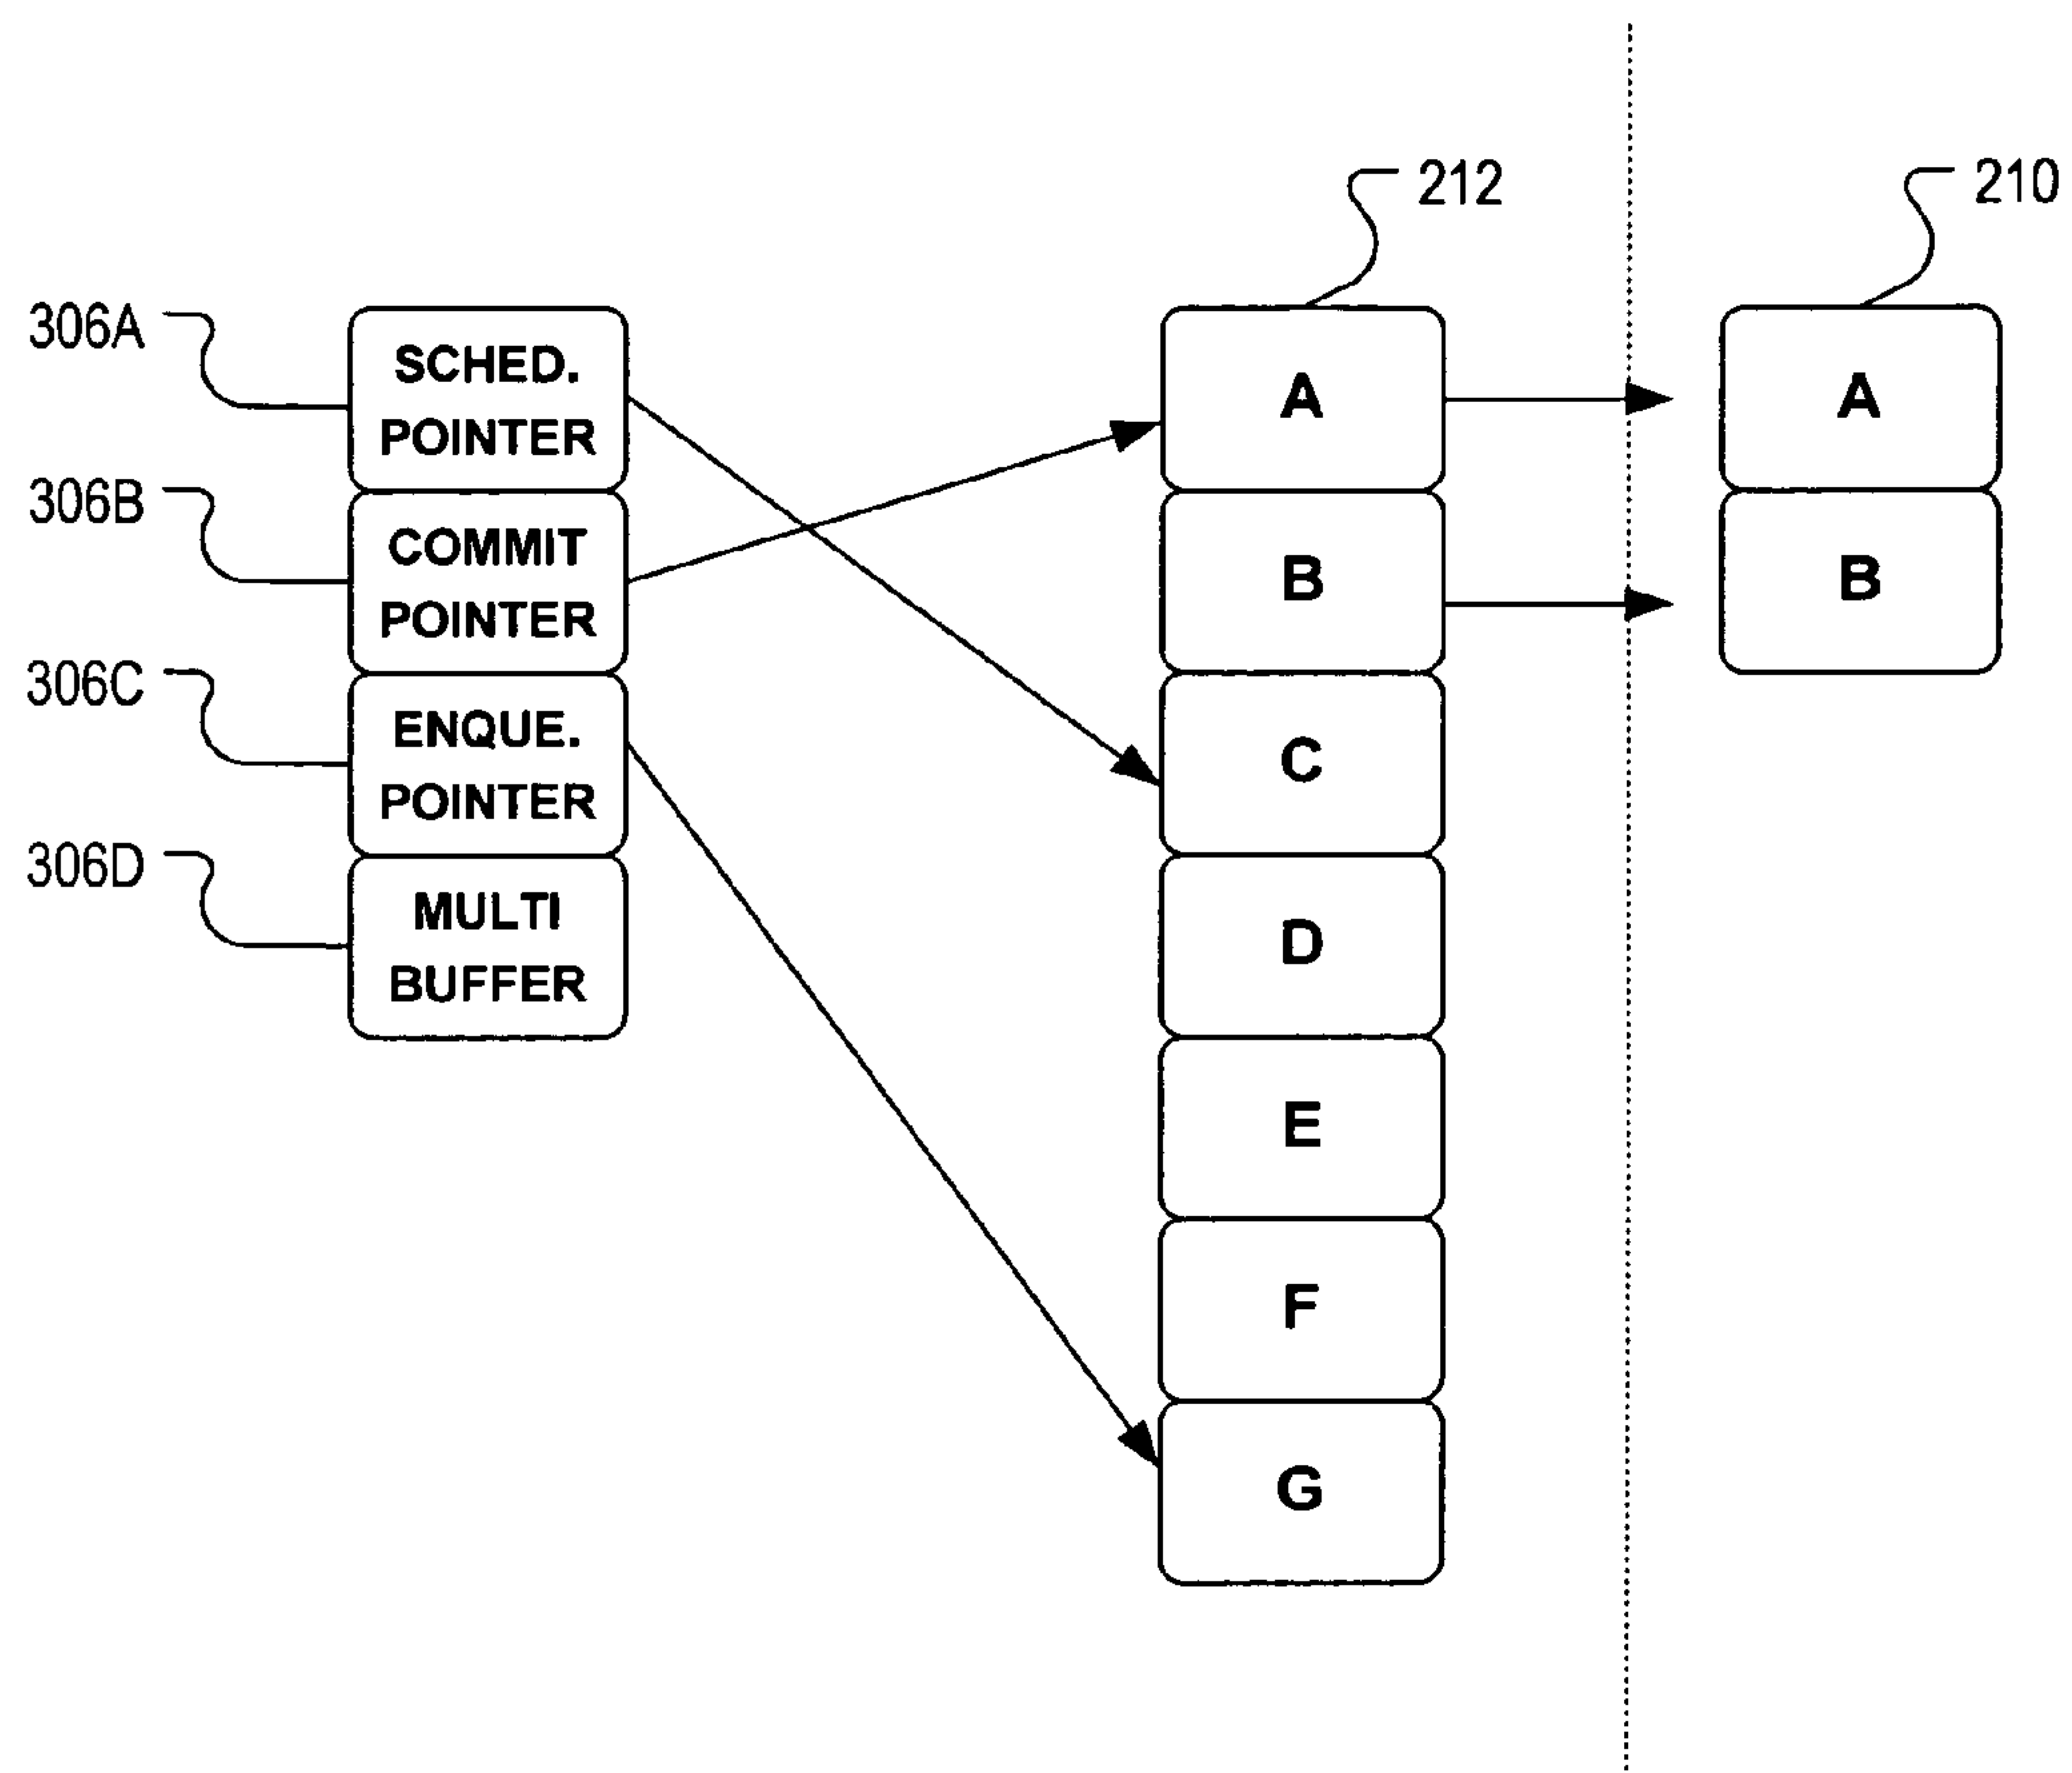 212
210
306A
SCHED.
POINTER
306B
COMMIT
POINTER
306C
ENQUE.
POINTER
306D
MULTI
BUFFER
A
B
C
D
E
F
G
A
B